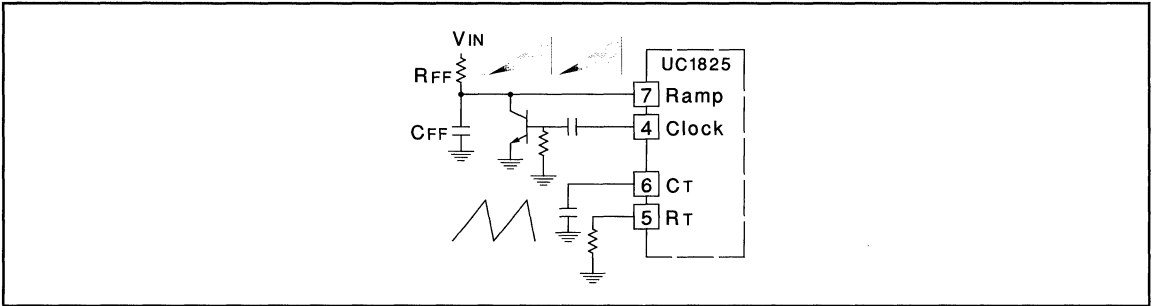 VIN
UC1825
RFF
7 Ramp
CFF
4 Clock
6 CT
5 RT